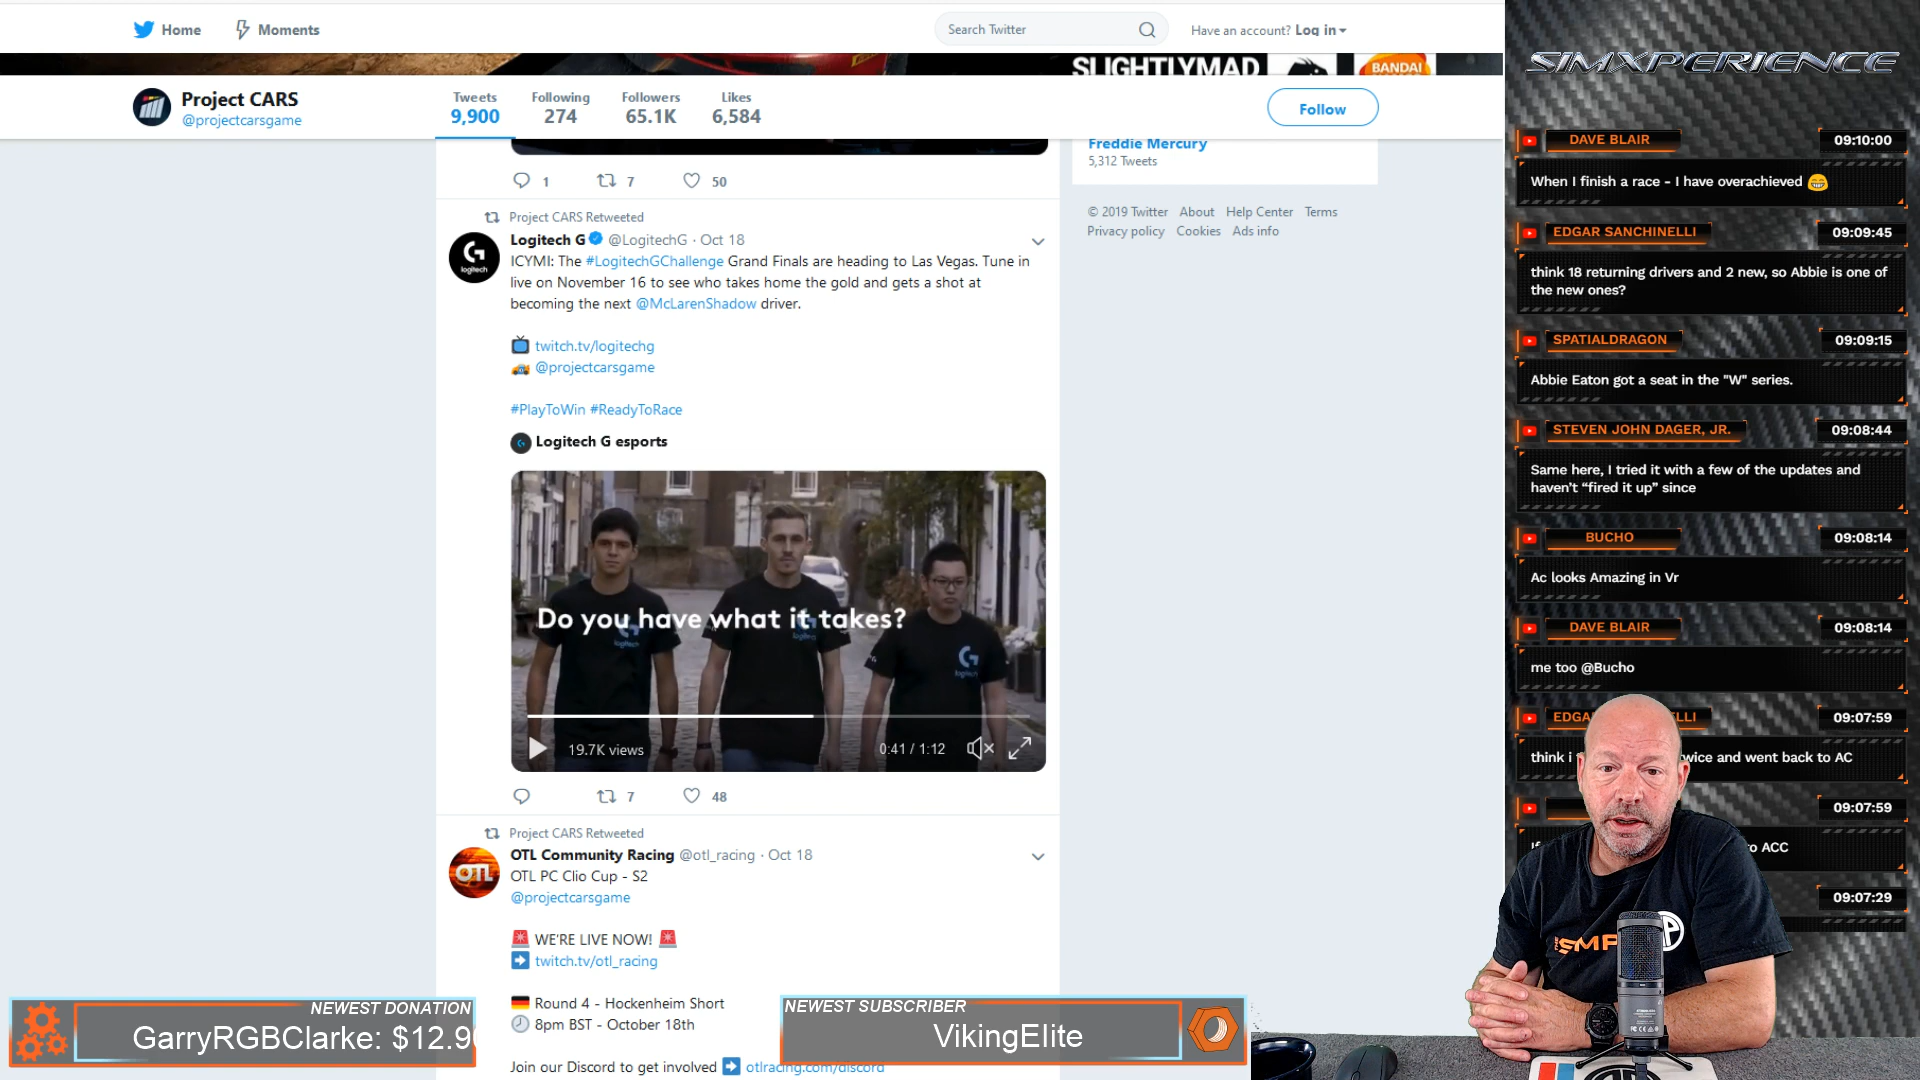 Home
Moments
Search Twitter
Have an account? Log in
SLIGHTLYMAD
BANDAI
Project CARS
@projectcarsgame
Tweets
9,900
Following
274
Followers
65.1K
Likes
6,584
Follow
1
7
50
Freddie Mercury
5,312 Tweets
© 2019 Twitter About Help Center Terms
Privacy policy Cookies Ads info
Project CARS Retweeted
Logitech G @LogitechG · Oct 18
ICYMI: The #LogitechGChallenge Grand Finals are heading to Las Vegas. Tune in
live on November 16 to see who takes home the gold and gets a shot at
becoming the next @McLarenShadow driver.
twitch.tv/logitechg
@projectcarsgame
#PlayToWin #ReadyToRace
Logitech G esports
Do you have what it takes?
logitech
19.7K views
0:41 / 1:12
7
48
Project CARS Retweeted
OTL
OTL Community Racing @otl_racing · Oct 18
OTL PC Clio Cup - S2
@projectcarsgame
WE'RE LIVE NOW!
twitch.tv/otl_racing
Round 4 - Hockenheim Short
8pm BST - October 18th
Join our Discord to get involved otlracing.com/discord
NEWEST DONATION
GarryRGBClarke: $12.9
NEWEST SUBSCRIBER
VikingElite
SIMXPERIENCE
DAVE BLAIR
09:10:00
When I finish a race - I have overachieved
EDGAR SANCHINELLI
09:09:45
think 18 returning drivers and 2 new, so Abbie is one of
the new ones?
SPATIALDRAGON
09:09:15
Abbie Eaton got a seat in the "W" series.
STEVEN JOHN DAGER, JR.
09:08:44
Same here, I tried it with a few of the updates and
haven't "fired it up" since
BUCHO
09:08:14
Ac looks Amazing in Vr
DAVE BLAIR
09:08:14
me too @Bucho
09:07:59
think i
wice and went back to AC
09:07:59
ACC
09:07:29